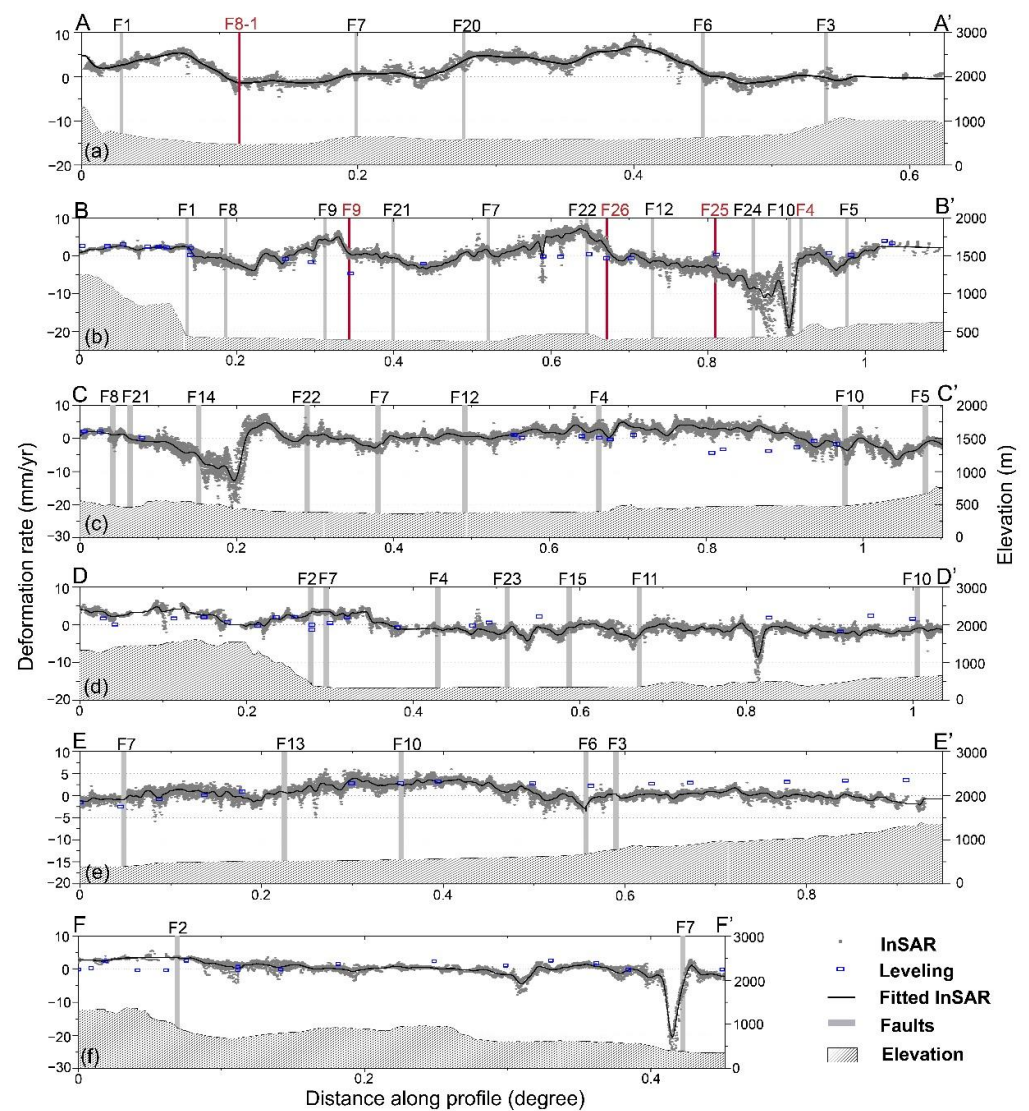 A F1 F8-1 F7 F20 F6 F3 A’
10 3000
0 2000
−10 1000
−20 0
(a)
0 0.2 0.4 0.6
B F1 F8 F9 F9 F21 F7 F22 F26 F12 F25 F24 F10 F4 F5 B’
10 2000
0 1500
−10 1000
−20 500
(b)
0.2 0.4 0.6 0.8 1
C F8 F21 F14 F22 F7 F12 F4 F10 F5 C’
10 2000
0 1500
−10 1000
−20 500
−30 0
(c)
0 0.2 0.4 0.6 0.8 1
D F2 F7 F4 F23 F15 F11 F10 D’
10 3000
0 2000
−10 1000
−20 0
(d)
0 0.2 0.4 0.6 0.8 1
E F7 F13 F10 F6 F3 E’
10 3000
5
0 2000
−5
−10 1000
−15
−20 0
(e)
0 0.2 0.4 0.6 0.8
F F2 F7 F’
10 3000
0 2000
−10
−20 1000
−30 0
(f)
0 0.2 0.4
Deformation rate (mm/yr)
Elevation (m)
Distance along profile (degree)
InSAR
Leveling
Fitted InSAR
Faults
Elevation